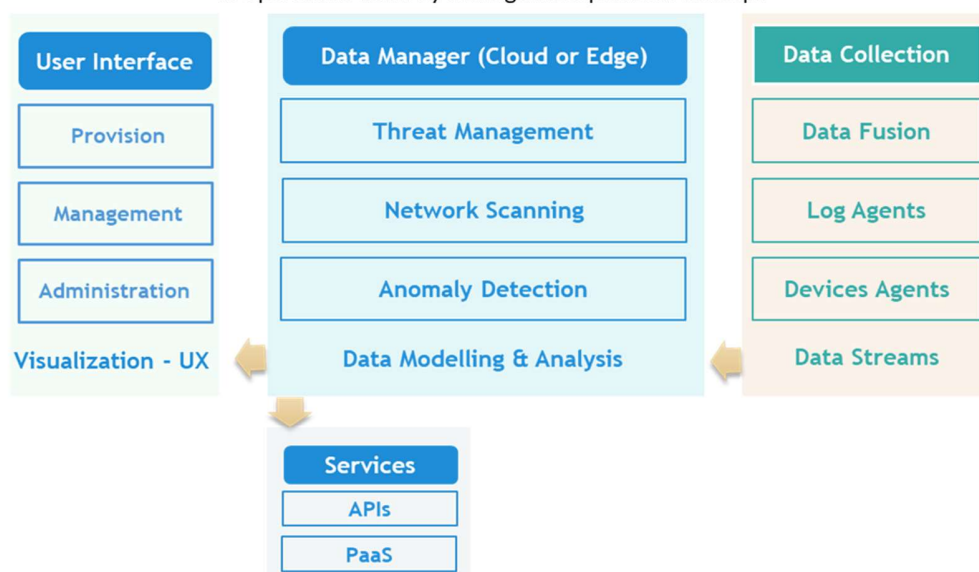 User Interface
Provision
Management
Administration
Visualization - UX
Data Manager (Cloud or Edge)
Threat Management
Network Scanning
Anomaly Detection
Data Modelling & Analysis
Data Collection
Data Fusion
Log Agents
Devices Agents
Data Streams
Services
APIs
PaaS